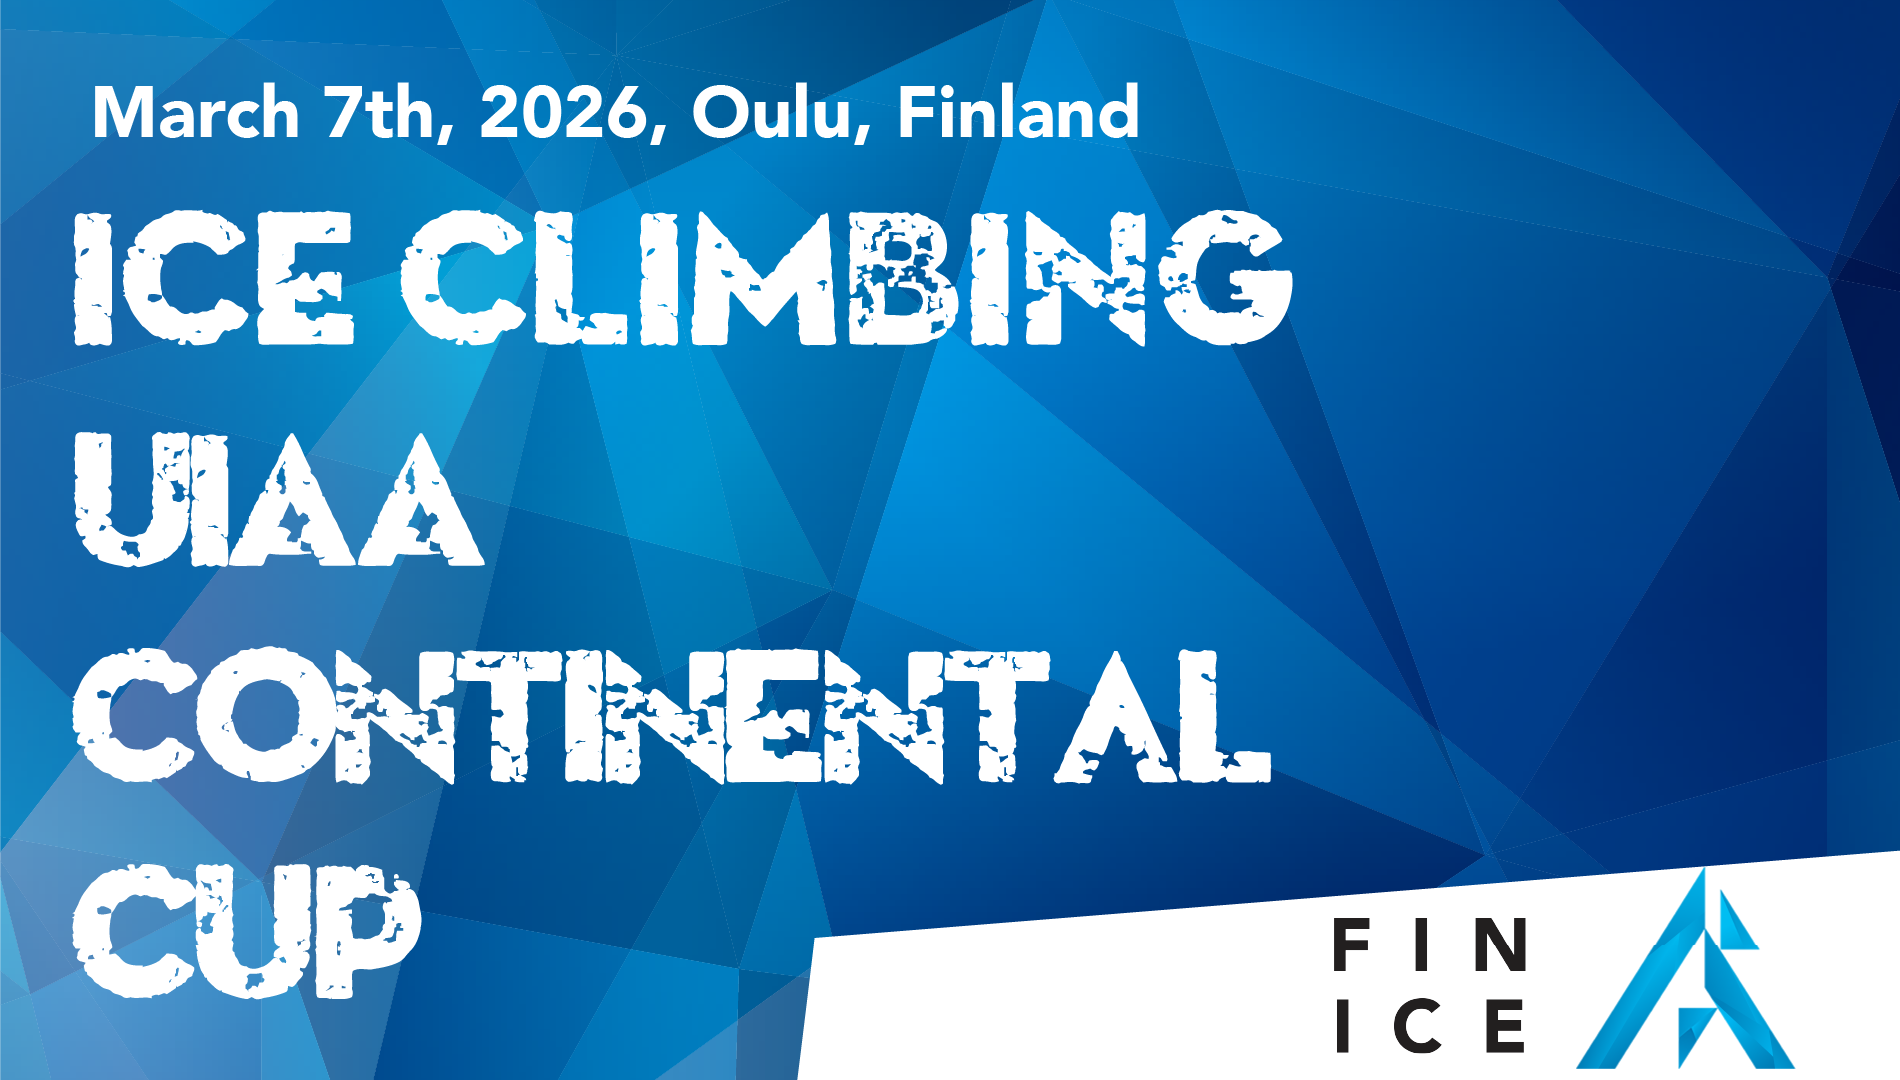 March 7th, 2026, Oulu, Finland
ICE CLIMBING
UIAA
CONTINENTAL
CUP
FIN
ICE